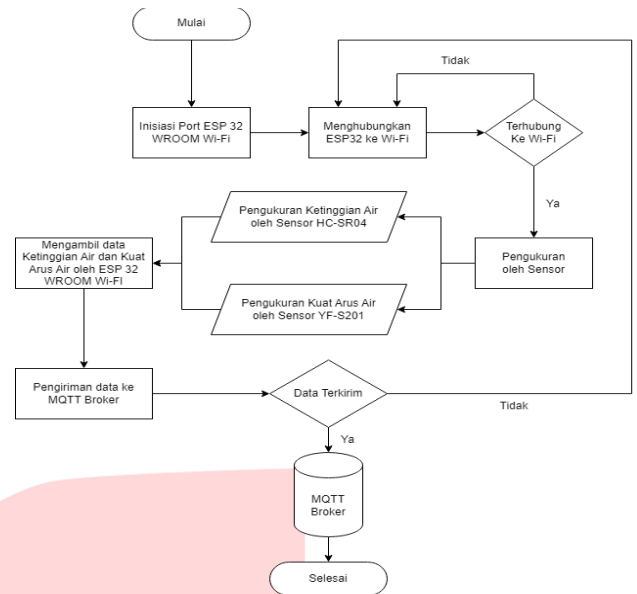 Mulai
Inisiasi Port ESP 32
WROOM Wi-Fi
Menghubungkan
ESP32 ke Wi-Fi
Tidak
Terhubung
Ke Wi-Fi
Ya
Pengukuran
oleh Sensor
Pengukuran Ketinggian Air
oleh Sensor HC-SR04
Pengukuran Kuat Arus Air
oleh Sensor YF-S201
Mengambil data
Ketinggian Air dan Kuat
Arus Air oleh ESP 32
WROOM Wi-FI
Pengiriman data ke
MQTT Broker
Data Terkirim
Tidak
Ya
MQTT
Broker
Selesai